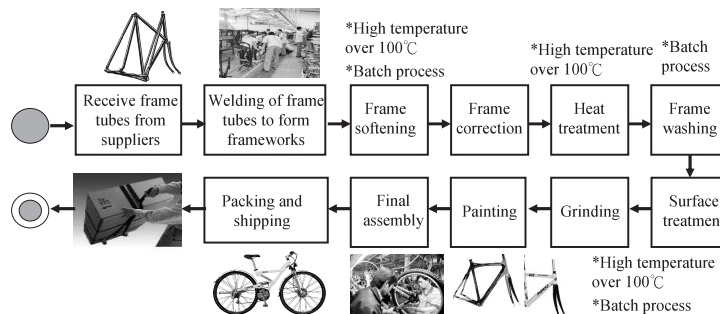 *High temperature
over 100℃
*Batch process
*High temperature
over 100℃
*Batch
process
Receive frame
tubes from
suppliers
Welding of frame
tubes to form
frameworks
Frame
softening
Frame
correction
Heat
treatment
Frame
washing
Packing and
shipping
Final
assembly
Painting
Grinding
Surface
treatment
*High temperature
over 100℃
*Batch process